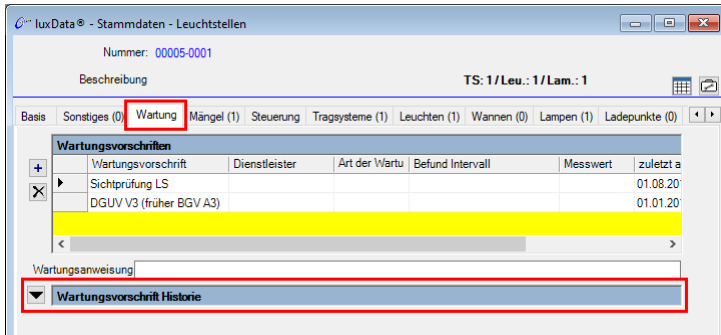 luxData® - Stammdaten - Leuchtstellen
Nummer: 00005-0001
Beschreibung TS: 1 / Leu.: 1 / Lam.: 1
Basis Sonstiges (0) Wartung Mängel (1) Steuerung Tragsysteme (1) Leuchten (1) Wannen (0) Lampen (1) Ladepunkte (0)
Wartungsvorschriften
Wartungsvorschrift Dienstleister Art der Wartu Befund Intervall Messwert zuletzt a
Sichtprüfung LS 01.08.20
DGUV V3 (früher BGV A3) 01.01.20
Wartungsanweisung
Wartungsvorschrift Historie